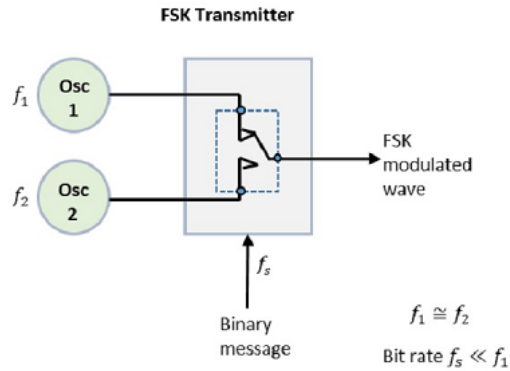 FSK Transmitter
f₁
Osc
1
f₂
Osc
2
FSK
modulated
wave
fₛ
Binary
message
f₁ ≅ f₂
Bit rate fₛ ≪ f₁